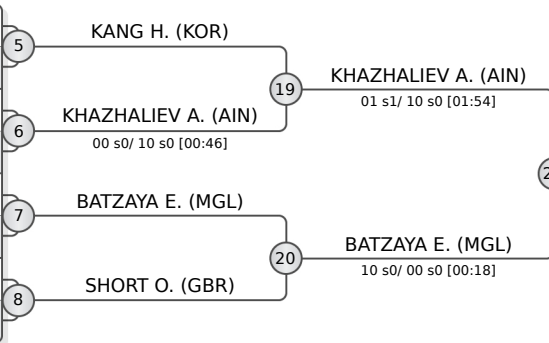 5
KANG H. (KOR)
19
KHAZHALIEV A. (AIN)
01 s1/ 10 s0 [01:54]
6
KHAZHALIEV A. (AIN)
00 s0/ 10 s0 [00:46]
7
BATZAYA E. (MGL)
20
BATZAYA E. (MGL)
10 s0/ 00 s0 [00:18]
8
SHORT O. (GBR)